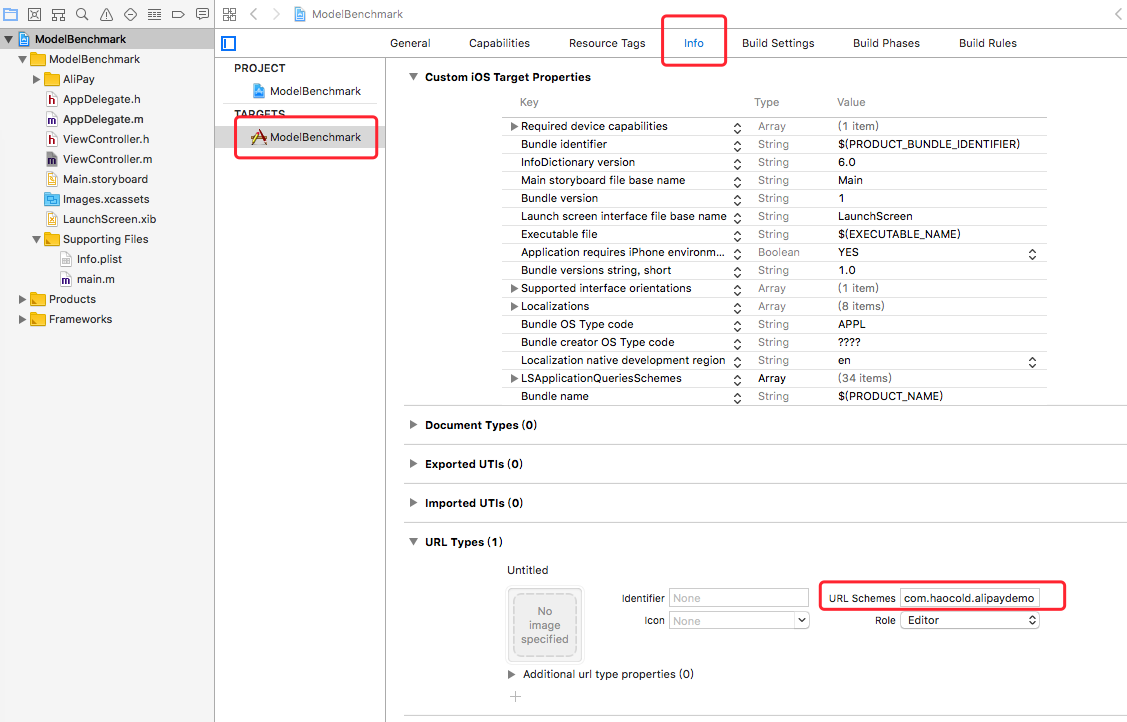 ModelBenchmark
ModelBenchmark
ModelBenchmark
AliPay
AppDelegate.h
AppDelegate.m
ViewController.h
ViewController.m
Main.storyboard
Images.xcassets
LaunchScreen.xib
Supporting Files
Info.plist
main.m
Products
Frameworks
General Capabilities Resource Tags Info Build Settings Build Phases Build Rules
PROJECT
ModelBenchmark
TARGETS
ModelBenchmark
Custom iOS Target Properties
Key Type Value
Required device capabilities Array (1 item)
Bundle identifier String $(PRODUCT_BUNDLE_IDENTIFIER)
InfoDictionary version String 6.0
Main storyboard file base name String Main
Bundle version String 1
Launch screen interface file base name String LaunchScreen
Executable file String $(EXECUTABLE_NAME)
Application requires iPhone environm... Boolean YES
Bundle versions string, short String 1.0
Supported interface orientations Array (1 item)
Localizations Array (8 items)
Bundle OS Type code String APPL
Bundle creator OS Type code String ????
Localization native development region String en
LSApplicationQueriesSchemes Array (34 items)
Bundle name String $(PRODUCT_NAME)
Document Types (0)
Exported UTIs (0)
Imported UTIs (0)
URL Types (1)
Untitled
No
image
specified
Identifier None URL Schemes com.haocold.alipaydemo
Icon None Role Editor
Additional url type properties (0)